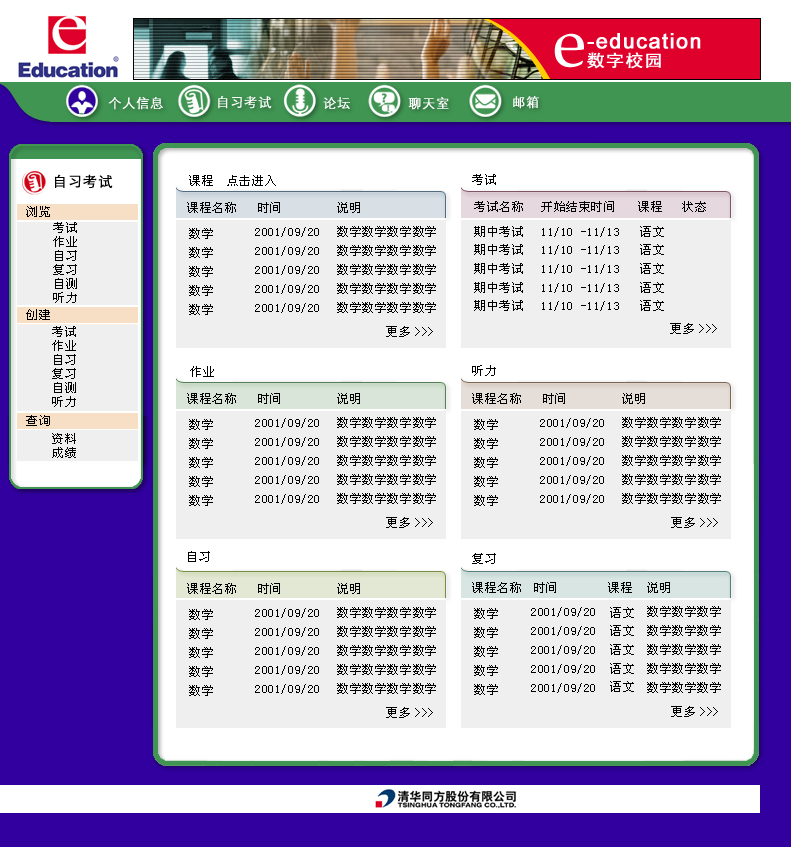 e
Education®
e-education
数字校园
个人信息 自习考试 论坛 聊天室 邮箱
自习考试
浏览
考试
作业
自习
复习
自测
听力
创建
考试
作业
自习
复习
自测
听力
查询
资料
成绩
课程 点击进入
课程名称 时间 说明
数学 2001/09/20 数学数学数学数学
数学 2001/09/20 数学数学数学数学
数学 2001/09/20 数学数学数学数学
数学 2001/09/20 数学数学数学数学
数学 2001/09/20 数学数学数学数学
更多>>>
考试
考试名称 开始结束时间 课程 状态
期中考试 11/10 -11/13 语文
期中考试 11/10 -11/13 语文
期中考试 11/10 -11/13 语文
期中考试 11/10 -11/13 语文
期中考试 11/10 -11/13 语文
更多>>>
作业
课程名称 时间 说明
数学 2001/09/20 数学数学数学数学
数学 2001/09/20 数学数学数学数学
数学 2001/09/20 数学数学数学数学
数学 2001/09/20 数学数学数学数学
数学 2001/09/20 数学数学数学数学
更多>>>
听力
课程名称 时间 说明
数学 2001/09/20 数学数学数学数学
数学 2001/09/20 数学数学数学数学
数学 2001/09/20 数学数学数学数学
数学 2001/09/20 数学数学数学数学
数学 2001/09/20 数学数学数学数学
更多>>>
自习
课程名称 时间 说明
数学 2001/09/20 数学数学数学数学
数学 2001/09/20 数学数学数学数学
数学 2001/09/20 数学数学数学数学
数学 2001/09/20 数学数学数学数学
数学 2001/09/20 数学数学数学数学
更多>>>
复习
课程名称 时间 课程 说明
数学 2001/09/20 语文 数学数学数学
数学 2001/09/20 语文 数学数学数学
数学 2001/09/20 语文 数学数学数学
数学 2001/09/20 语文 数学数学数学
数学 2001/09/20 语文 数学数学数学
更多>>>
清华同方股份有限公司
TSINGHUA TONGFANG CO.,LTD.